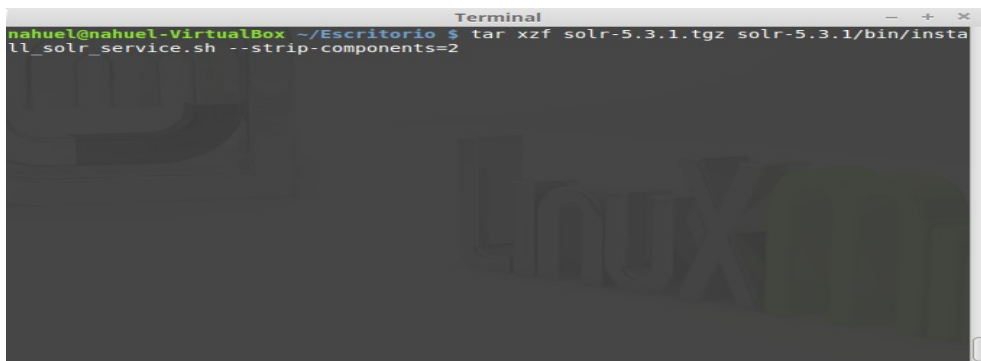 Terminal
nahuel@nahuel-VirtualBox ~/Escritorio $ tar xzf solr-5.3.1.tgz solr-5.3.1/bin/insta
ll_solr_service.sh --strip-components=2
Linux